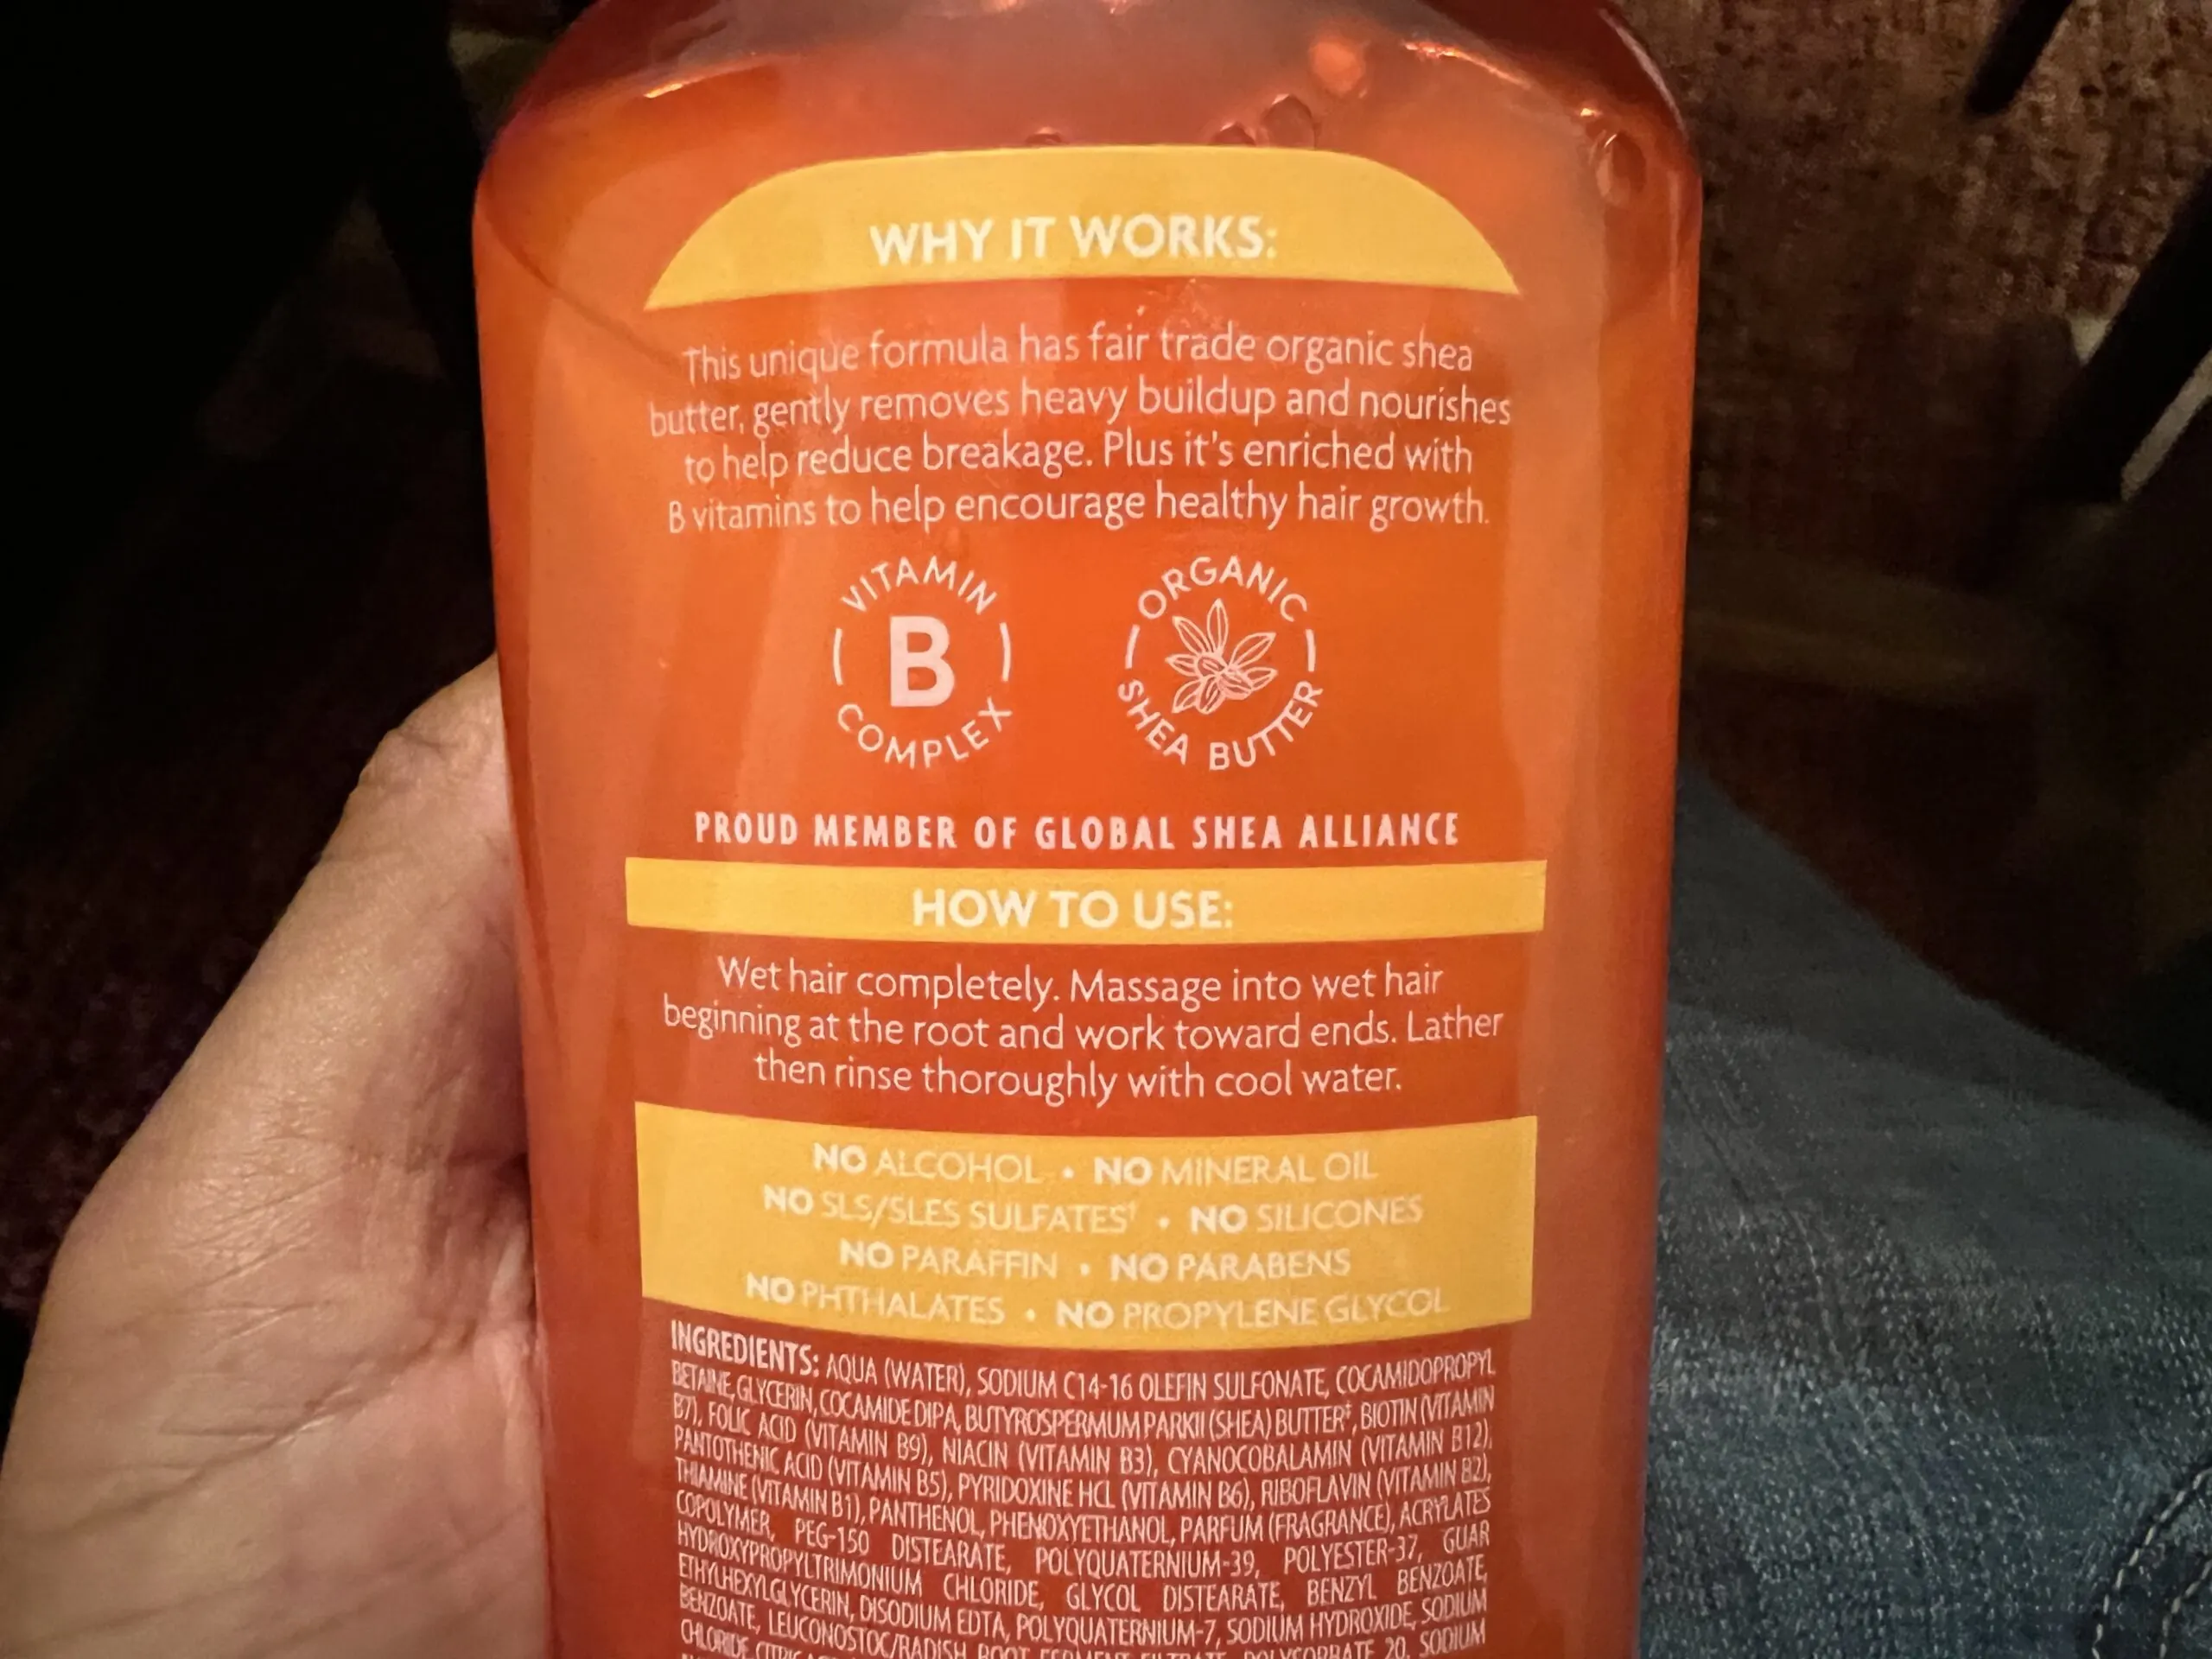 WHY IT WORKS:
This unique formula has fair trade organic shea
butter, gently removes heavy buildup and nourishes
to help reduce breakage. Plus it's enriched with
B vitamins to help encourage healthy hair growth.
VITAMIN
B
COMPLEX
ORGANIC
SHEA BUTTER
PROUD MEMBER OF GLOBAL SHEA ALLIANCE
HOW TO USE:
Wet hair completely. Massage into wet hair
beginning at the root and work toward ends. Lather
then rinse thoroughly with cool water.
NO ALCOHOL • NO MINERAL OIL
NO SLS/SLES SULFATES† • NO SILICONES
NO PARAFFIN • NO PARABENS
NO PHTHALATES • NO PROPYLENE GLYCOL
INGREDIENTS: AQUA (WATER), SODIUM C14-16 OLEFIN SULFONATE, COCAMIDOPROPYL
BETAINE, GLYCERIN, COCAMIDE DIPA, BUTYROSPERMUM PARKII (SHEA) BUTTER‡, BIOTIN (VITAMIN
B7), FOLIC ACID (VITAMIN B9), NIACIN (VITAMIN B3), CYANOCOBALAMIN (VITAMIN B12),
PANTOTHENIC ACID (VITAMIN B5), PYRIDOXINE HCL (VITAMIN B6), RIBOFLAVIN (VITAMIN B2),
THIAMINE (VITAMIN B1), PANTHENOL, PHENOXYETHANOL, PARFUM (FRAGRANCE), ACRYLATES
COPOLYMER, PEG-150 DISTEARATE, POLYQUATERNIUM-39, POLYESTER-37, GUAR
HYDROXYPROPYLTRIMONIUM CHLORIDE, GLYCOL DISTEARATE, BENZYL BENZOATE,
ETHYLHEXYLGLYCERIN, DISODIUM EDTA, POLYQUATERNIUM-7, SODIUM HYDROXIDE, SODIUM
BENZOATE, LEUCONOSTOC/RADISH ROOT FERMENT FILTRATE, POLYSORBATE 20, SODIUM
CHLORIDE, CITRIC